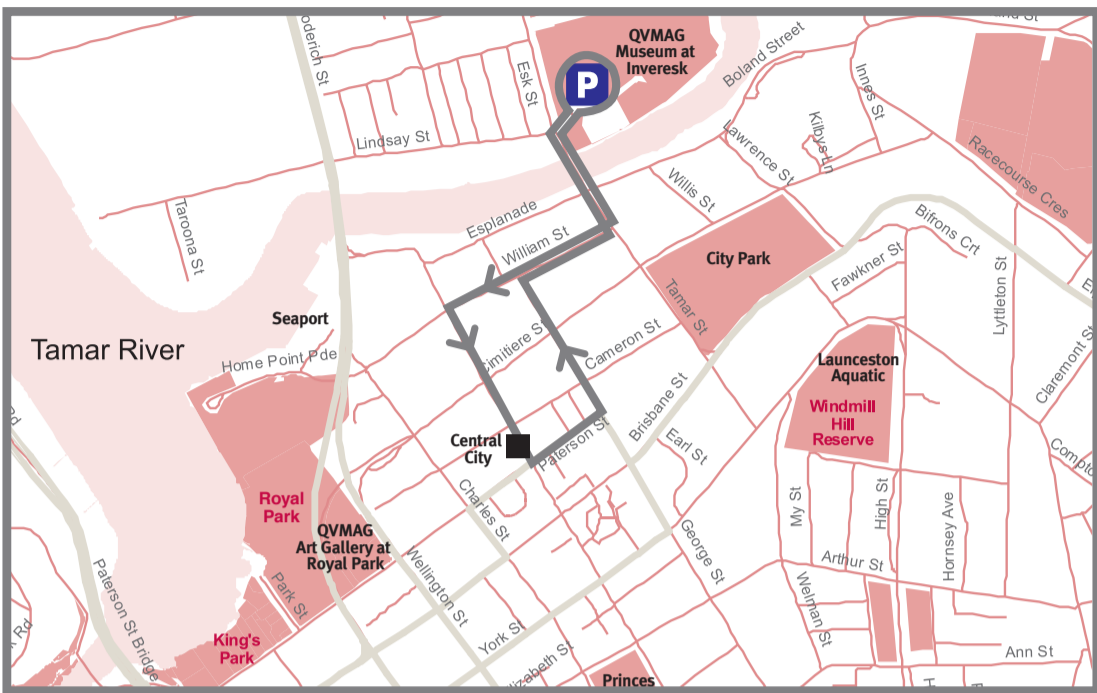 QVMAG
Museum at
Inveresk
P
Esk St
Boland Street
Innes St
Lindsay St
Kilbys Ln
Lawrence St
Racecourse Cres
Willis St
Taroona St
Esplanade
William St
Bifrons Crt
City Park
Fawkner St
Lyttleton St
Tamar St
Seaport
Tamar River
Home Point Pde
Cameron St
Claremont St
Launceston
Aquatic
Windmill
Hill
Reserve
Brisbane St
Central
City
Paterson St
Earl St
Charles St
Royal
Park
QVMAG
Art Gallery at
Royal Park
My St
High St
Hornsey Ave
George St
Wellington St
Arthur St
Paterson St Bridge
Park St
Welman St
King's
Park
York St
Ann St
Princes